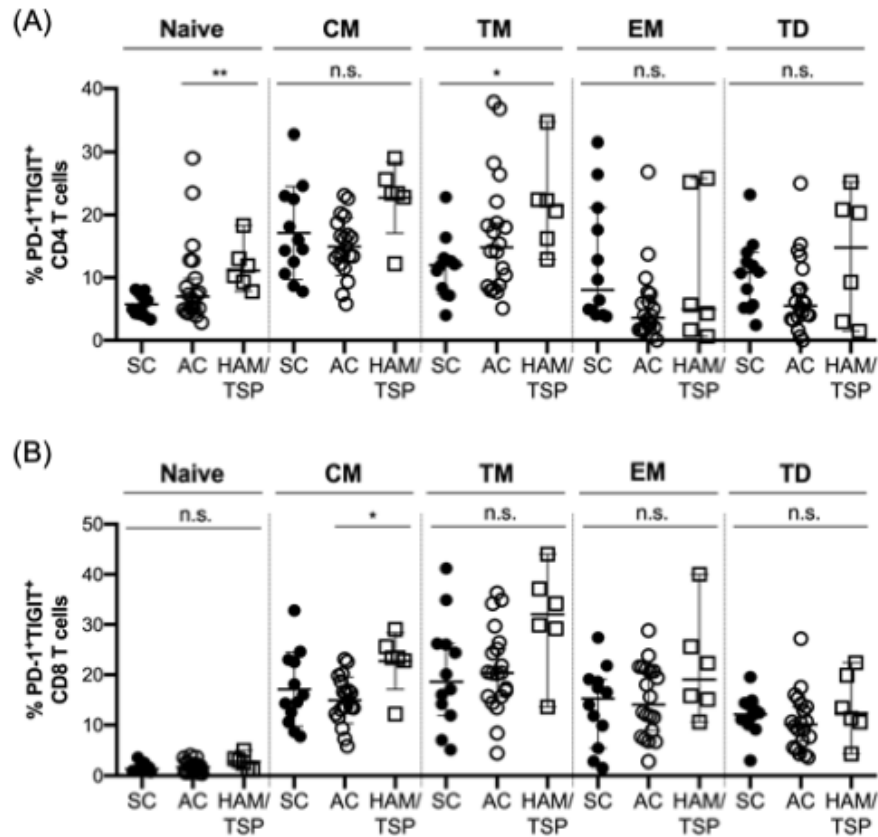 (A)
Naive CM TM EM TD
** n.s. * n.s. n.s.
% PD-1⁺TIGIT⁺
CD4 T cells
40
30
20
10
0
SC AC HAM/TSP SC AC HAM/TSP SC AC HAM/TSP SC AC HAM/TSP SC AC HAM/TSP
(B)
Naive CM TM EM TD
n.s. * n.s. n.s. n.s.
% PD-1⁺TIGIT⁺
CD8 T cells
50
40
30
20
10
0
SC AC HAM/TSP SC AC HAM/TSP SC AC HAM/TSP SC AC HAM/TSP SC AC HAM/TSP